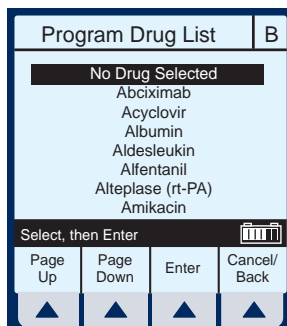 Program Drug List B
No Drug Selected
Abciximab
Acyclovir
Albumin
Aldesleukin
Alfentanil
Alteplase (rt-PA)
Amikacin
Select, then Enter
Page Up
Page Down
Enter
Cancel/
Back